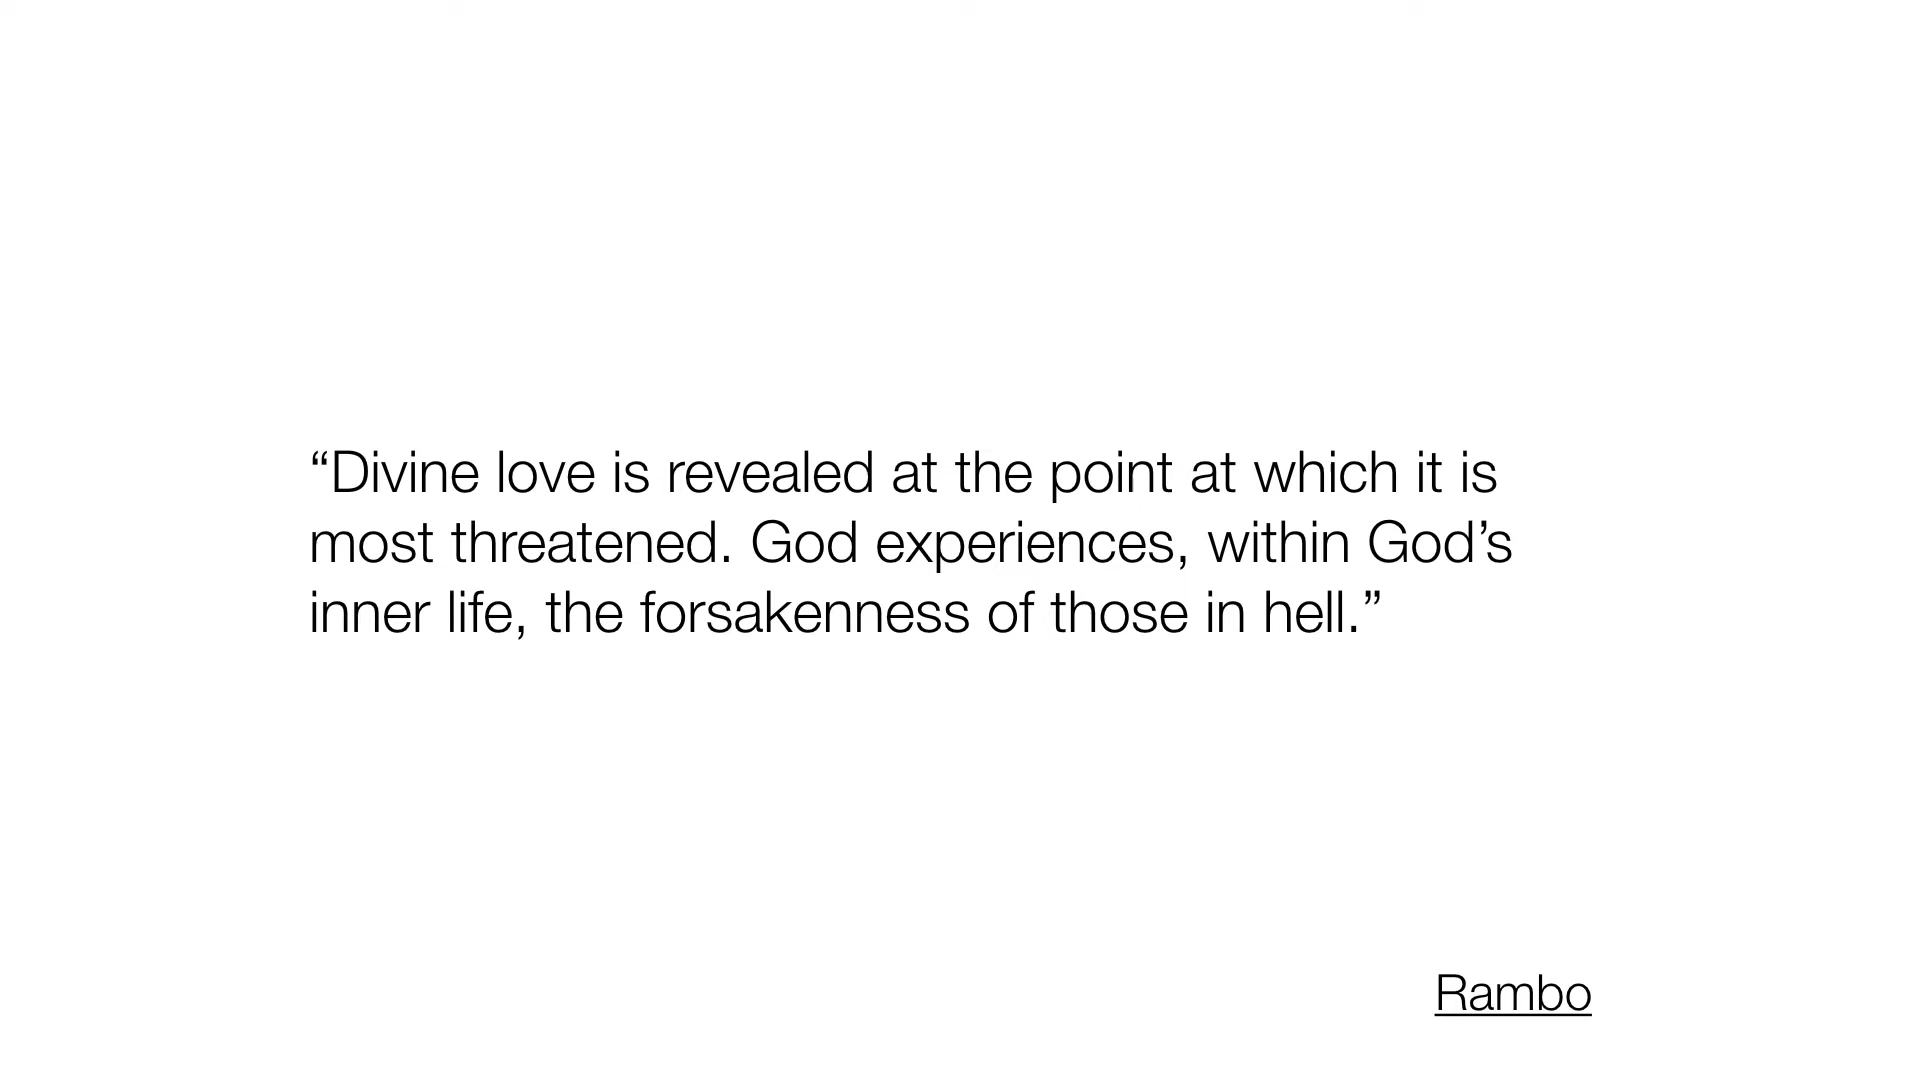 “Divine love is revealed at the point at which it is
most threatened. God experiences, within God’s
inner life, the forsakenness of those in hell.”
Rambo